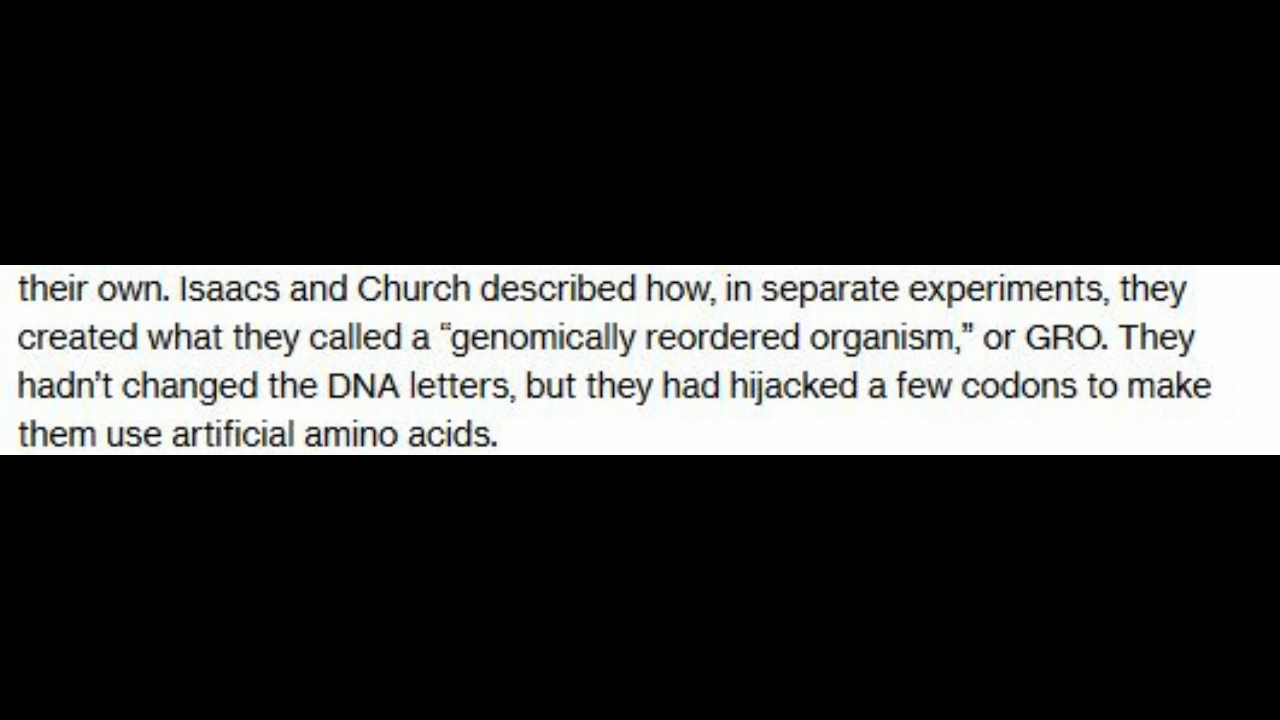 their own. Isaacs and Church described how, in separate experiments, they
created what they called a “genomically reordered organism,” or GRO. They
hadn’t changed the DNA letters, but they had hijacked a few codons to make
them use artificial amino acids.